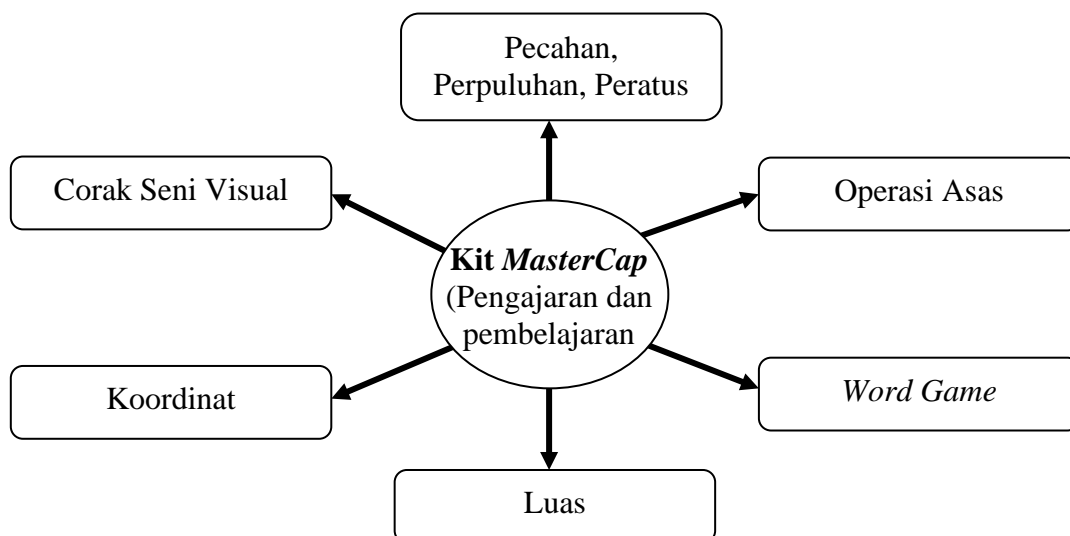 Pecahan,
Perpuluhan, Peratus
Corak Seni Visual
Operasi Asas
Kit MasterCap
(Pengajaran dan
pembelajaran
Koordinat
Word Game
Luas